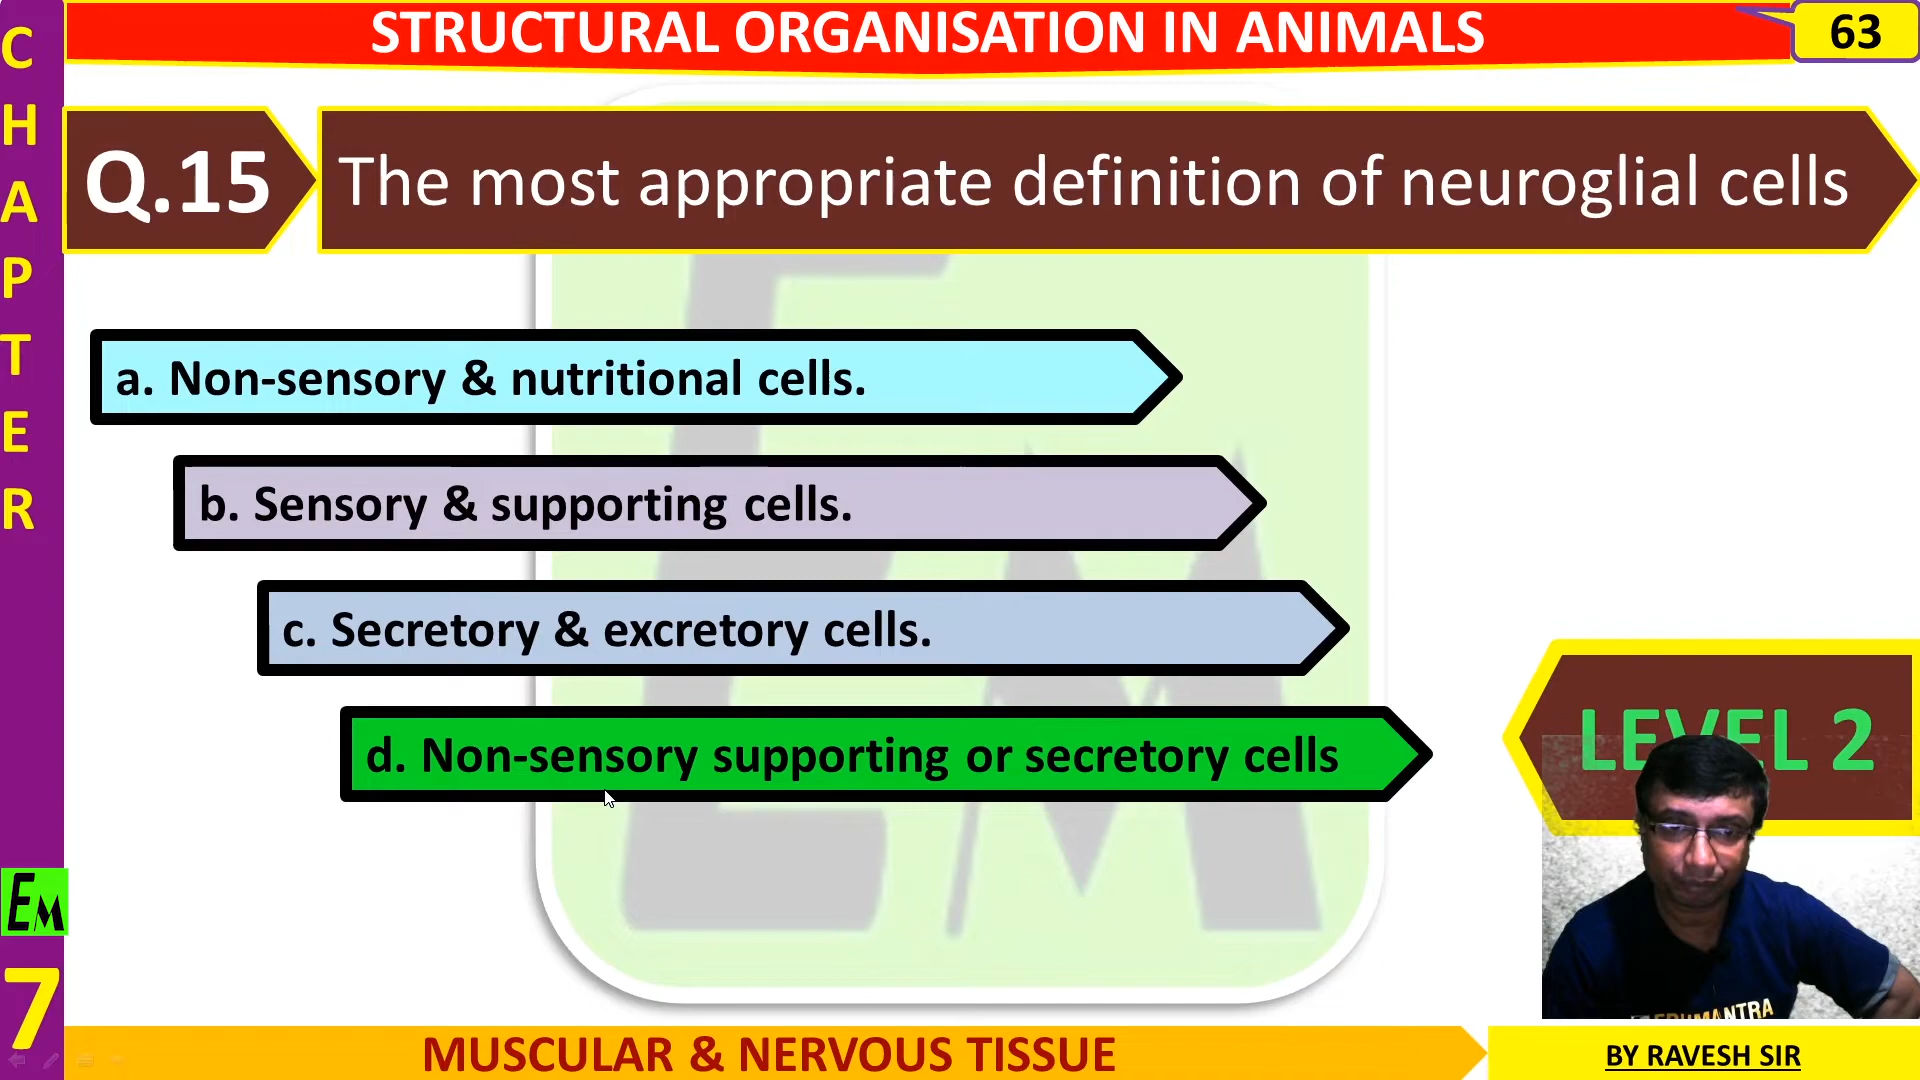 STRUCTURAL ORGANISATION IN ANIMALS
63
CHAPTER
Q.15
The most appropriate definition of neuroglial cells
a. Non-sensory & nutritional cells.
b. Sensory & supporting cells.
c. Secretory & excretory cells.
d. Non-sensory supporting or secretory cells
LEVEL 2
EM
7
EDUMANTRA
MUSCULAR & NERVOUS TISSUE
BY RAVESH SIR